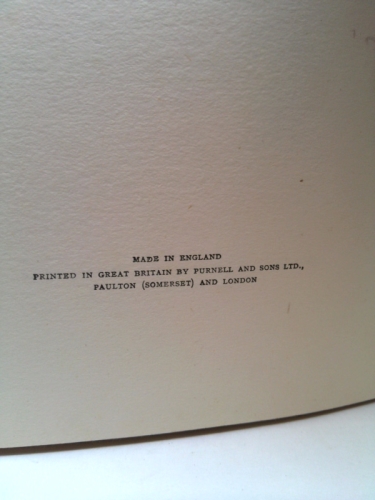 MADE IN ENGLAND
PRINTED IN GREAT BRITAIN BY PURNELL AND SONS LTD.,
PAULTON (SOMERSET) AND LONDON